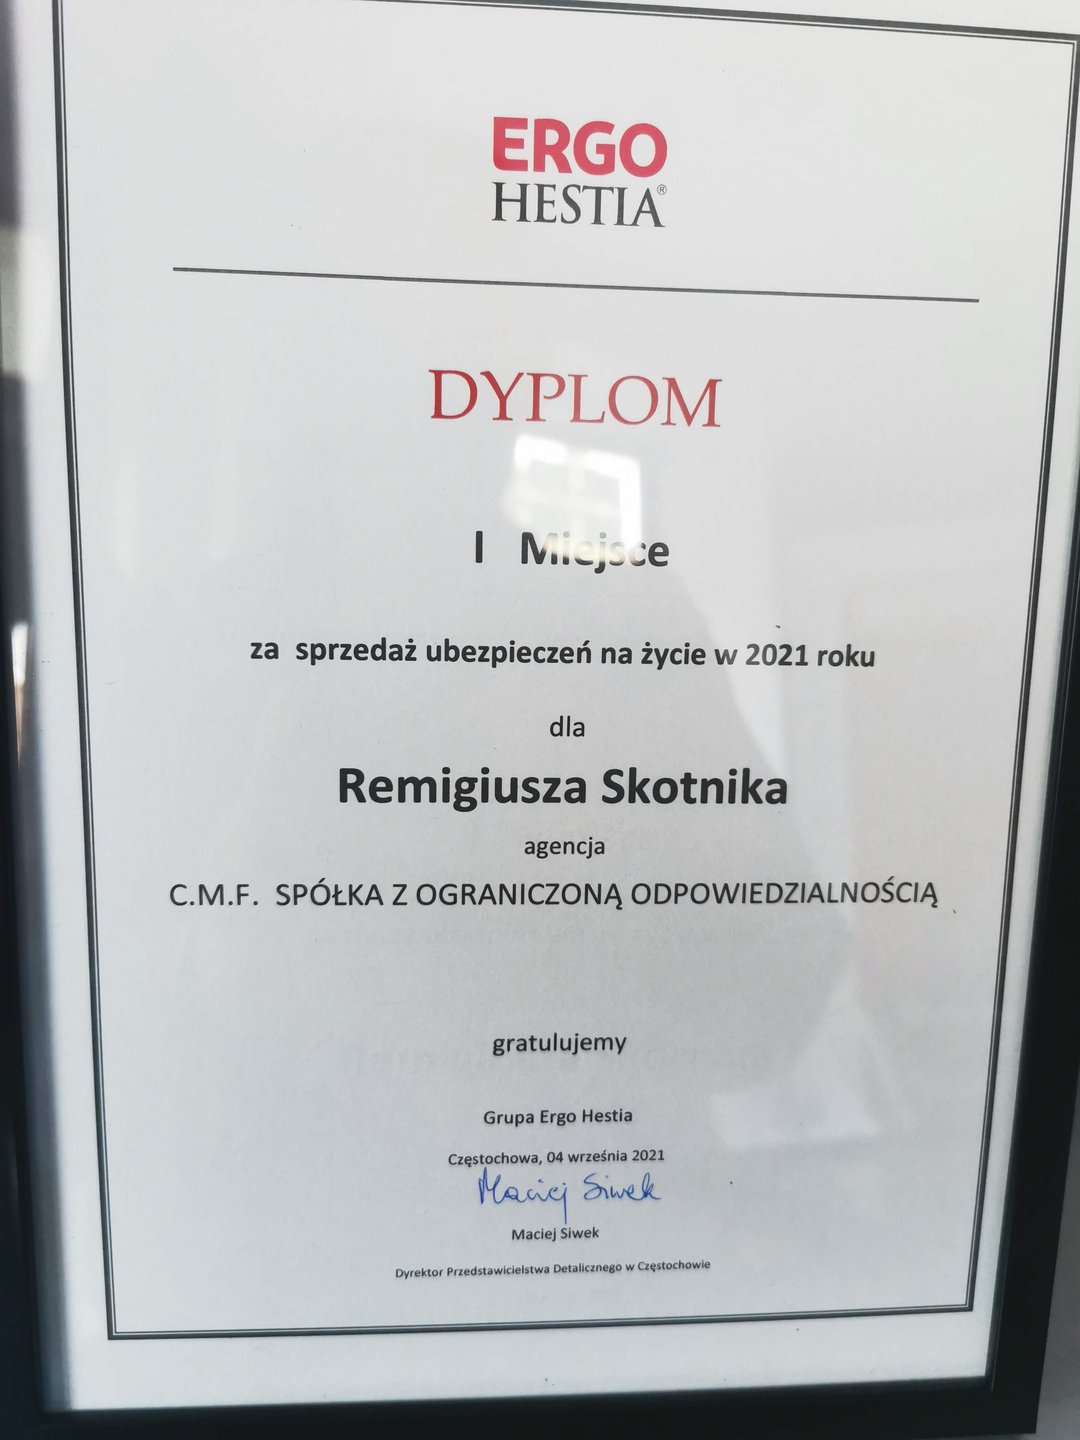 ERGO
HESTIA®
DYPLOM
I Miejsce
za sprzedaż ubezpieczeń na życie w 2021 roku
dla
Remigiusza Skotnika
agencja
C.M.F. SPÓŁKA Z OGRANICZONĄ ODPOWIEDZIALNOŚCIĄ
gratulujemy
Grupa Ergo Hestia
Częstochowa, 04 września 2021
Maciej Siwek
Maciej Siwek
Dyrektor Przedstawicielstwa Detalicznego w Częstochowie